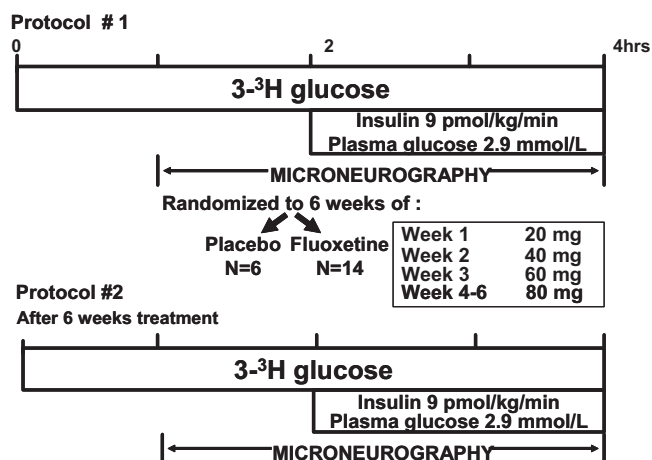 Protocol # 1
0 2 4hrs
3-³H glucose
Insulin 9 pmol/kg/min
Plasma glucose 2.9 mmol/L
MICRONEUROGRAPHY
Randomized to 6 weeks of :
Placebo Fluoxetine
N=6 N=14
Week 1 20 mg
Week 2 40 mg
Week 3 60 mg
Week 4-6 80 mg
Protocol #2
After 6 weeks treatment
3-³H glucose
Insulin 9 pmol/kg/min
Plasma glucose 2.9 mmol/L
MICRONEUROGRAPHY